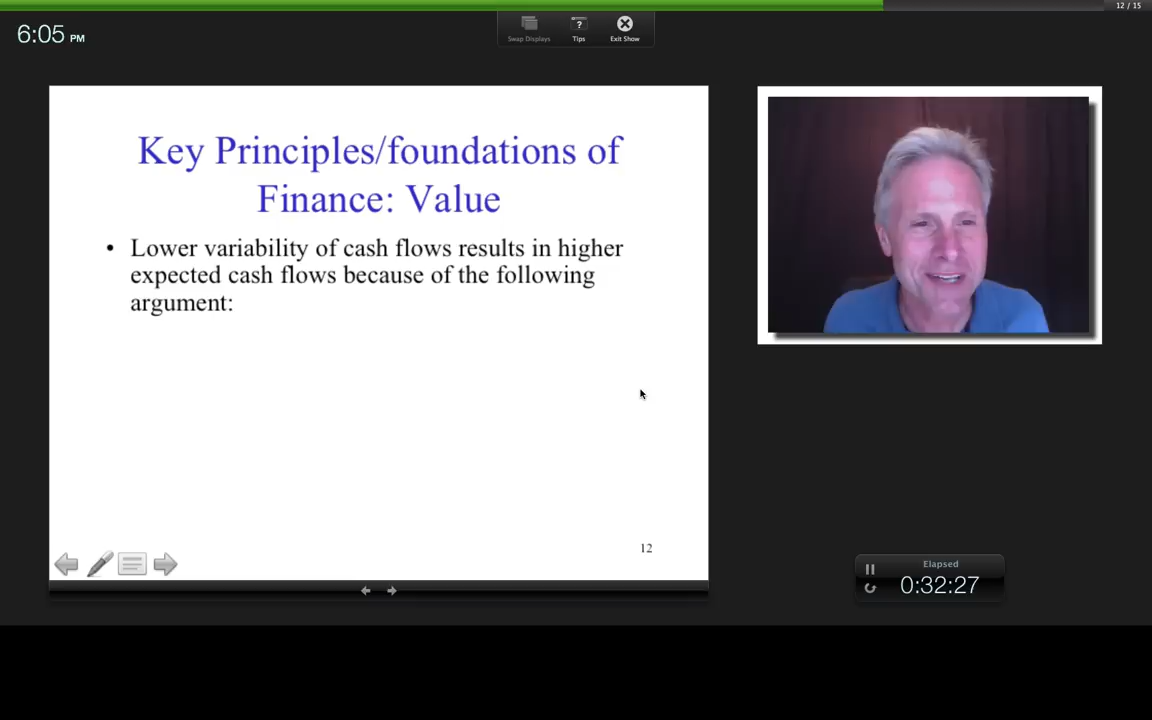 12 / 15
6:05 PM
Swap Displays
Tips
Exit Show
Key Principles/foundations of
Finance: Value
• Lower variability of cash flows results in higher
expected cash flows because of the following
argument:
12
Elapsed
0:32:27